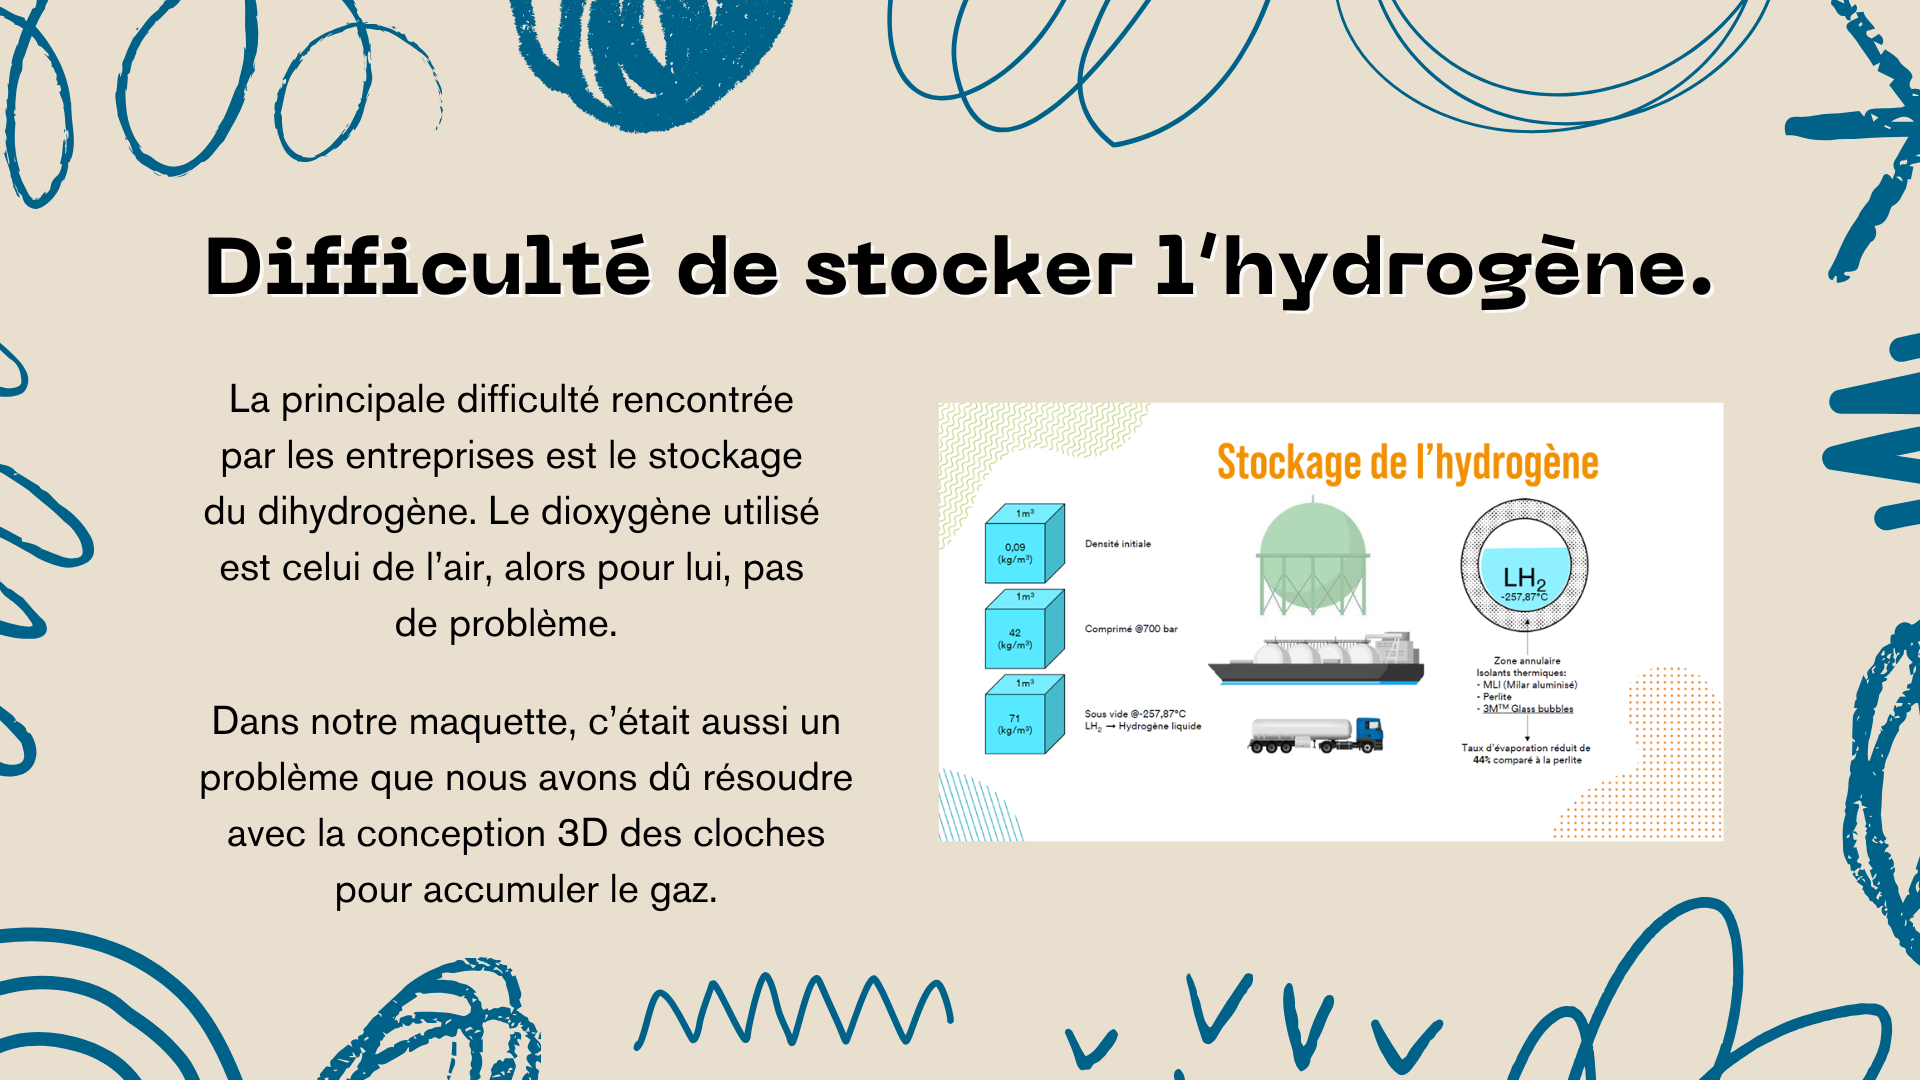 Difficulté de stocker l’hydrogène.
La principale difficulté rencontrée
par les entreprises est le stockage
du dihydrogène. Le dioxygène utilisé
est celui de l’air, alors pour lui, pas
de problème.
Dans notre maquette, c’était aussi un
problème que nous avons dû résoudre
avec la conception 3D des cloches
pour accumuler le gaz.
Stockage de l’hydrogène
1m³
0,09
(kg/m³)
Densité initiale
1m³
42
(kg/m³)
Comprimé @700 bar
1m³
71
(kg/m³)
Sous vide @-257,87°C
LH₂ → Hydrogène liquide
LH₂
-257,87°C
Zone annulaire
Isolants thermiques:
- MLI (Milar aluminisé)
- Perlite
- 3M™ Glass bubbles
Taux d’évaporation réduit de
44% comparé à la perlite